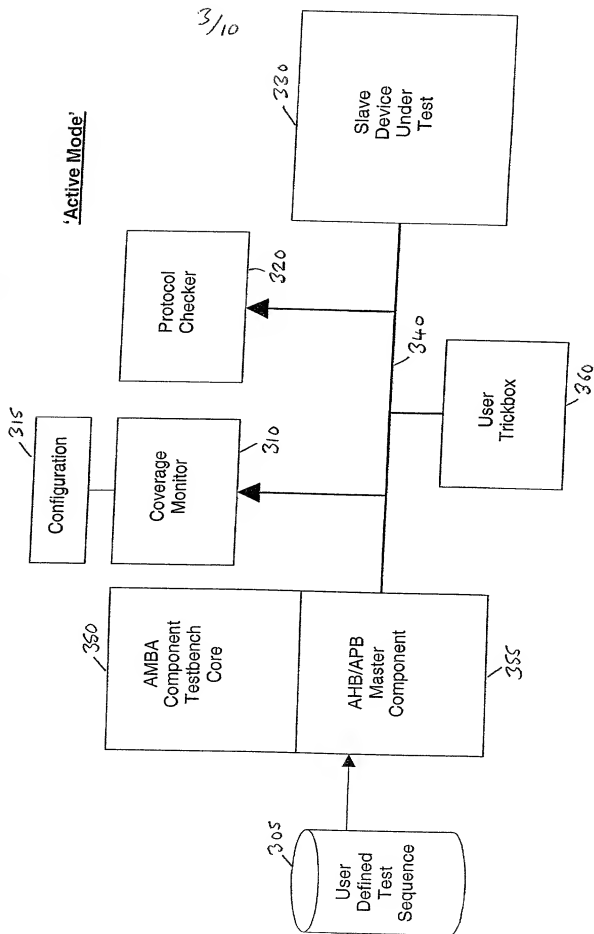 3/10
'Active Mode'
315
Configuration
Coverage
Monitor
310
Protocol
Checker
320
330
Slave
Device
Under
Test
350
AMBA
Component
Testbench
Core
AHB/APB
Master
Component
355
340
User
Trickbox
360
305
User
Defined
Test
Sequence